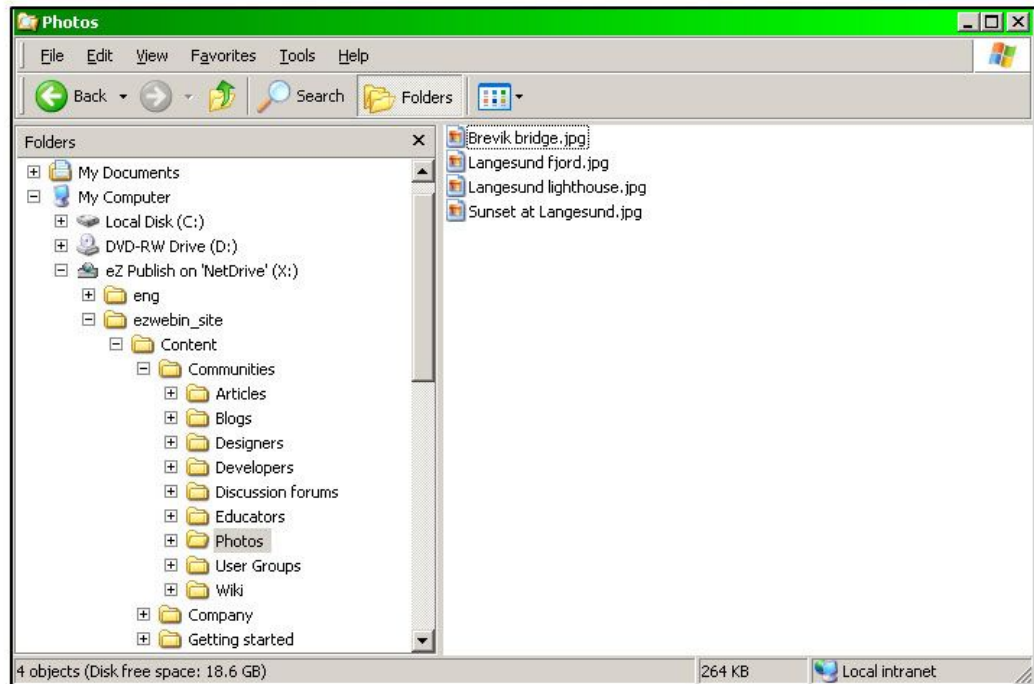 Photos
File Edit View Favorites Tools Help
Back Search Folders
Folders
My Documents
My Computer
Local Disk (C:)
DVD-RW Drive (D:)
eZ Publish on 'NetDrive' (X:)
eng
ezwebin_site
Content
Communities
Articles
Blogs
Designers
Developers
Discussion forums
Educators
Photos
User Groups
Wiki
Company
Getting started
Brevik bridge.jpg
Langesund fjord.jpg
Langesund lighthouse.jpg
Sunset at Langesund.jpg
4 objects (Disk free space: 18.6 GB) 264 KB Local intranet